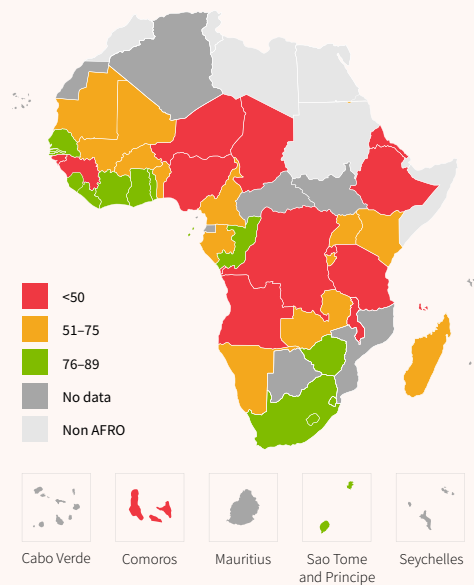 <50
51–75
76–89
No data
Non AFRO
Cabo Verde
Comoros
Mauritius
Sao Tome
and Principe
Seychelles